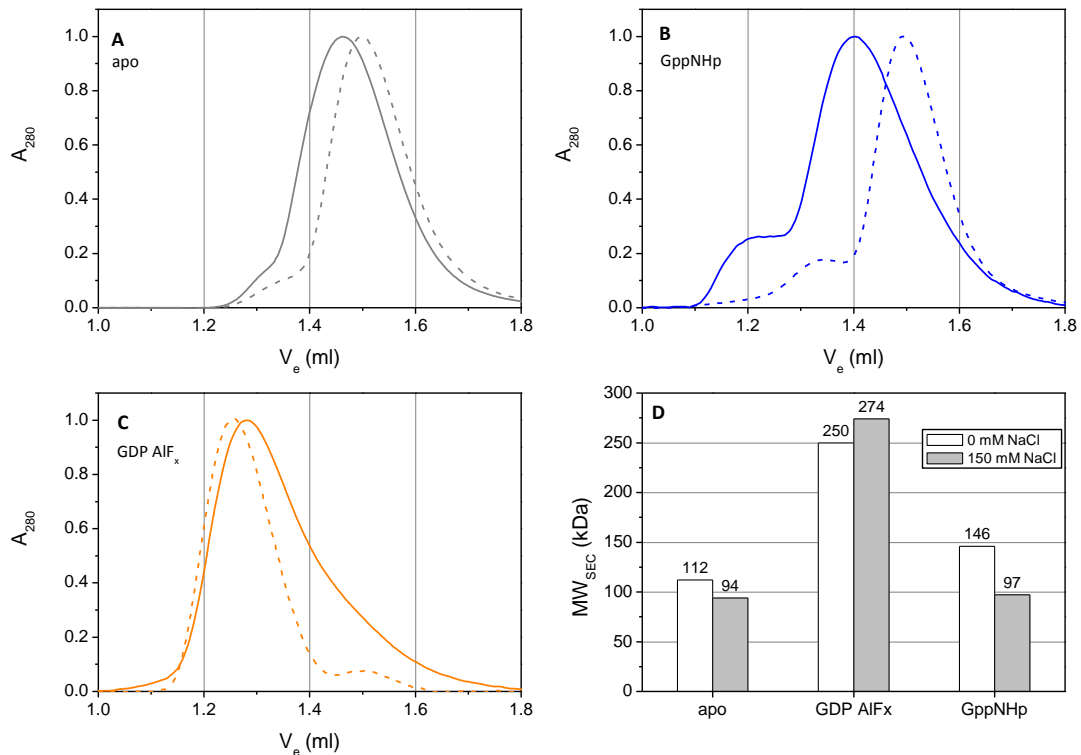 A
apo
1.0
0.8
0.6
0.4
0.2
0.0
A280
1.0 1.2 1.4 1.6 1.8
Ve (ml)
B
GppNHp
1.0
0.8
0.6
0.4
0.2
0.0
A280
1.0 1.2 1.4 1.6 1.8
Ve (ml)
C
GDP AlFx
1.0
0.8
0.6
0.4
0.2
0.0
A280
1.0 1.2 1.4 1.6 1.8
Ve (ml)
D
300
250
200
150
100
50
0
MWSEC (kDa)
0 mM NaCl
150 mM NaCl
112
94
250
274
146
97
apo GDP AlFx GppNHp